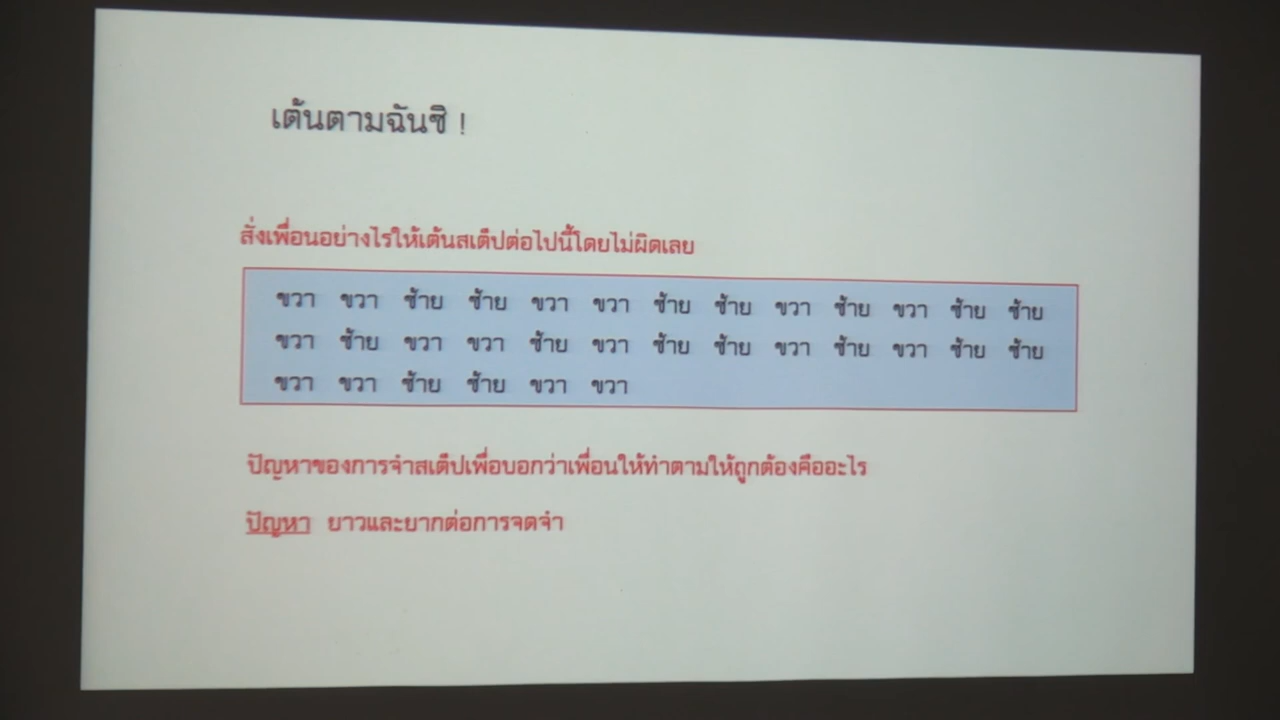 เต้นตามฉันซิ !
สั่งเพื่อนอย่างไรให้เต้นสเต็ปต่อไปนี้โดยไม่ผิดเลย
ขวา ขวา ซ้าย ซ้าย ขวา ขวา ซ้าย ซ้าย ขวา ซ้าย ขวา ซ้าย ซ้าย
ขวา ซ้าย ขวา ขวา ซ้าย ขวา ซ้าย ซ้าย ขวา ซ้าย ขวา ซ้าย ซ้าย
ขวา ขวา ซ้าย ซ้าย ขวา ขวา
ปัญหาของการจำสเต็ปเพื่อบอกว่าเพื่อนให้ทำตามให้ถูกต้องคืออะไร
ปัญหา ยาวและยากต่อการจดจำ